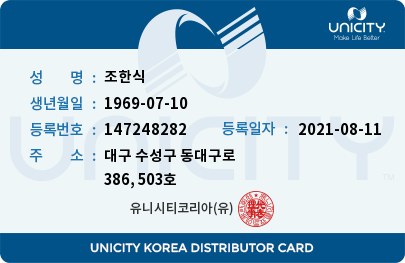 UNICITY
Make Life Better
성 명 : 조한식
생년월일 : 1969-07-10
등록번호 : 147248282 등록일자 : 2021-08-11
주 소 : 대구 수성구 동대구로
386, 503호
UNICITY
TM
유니시티코리아(유)
UNICITY KOREA DISTRIBUTOR CARD